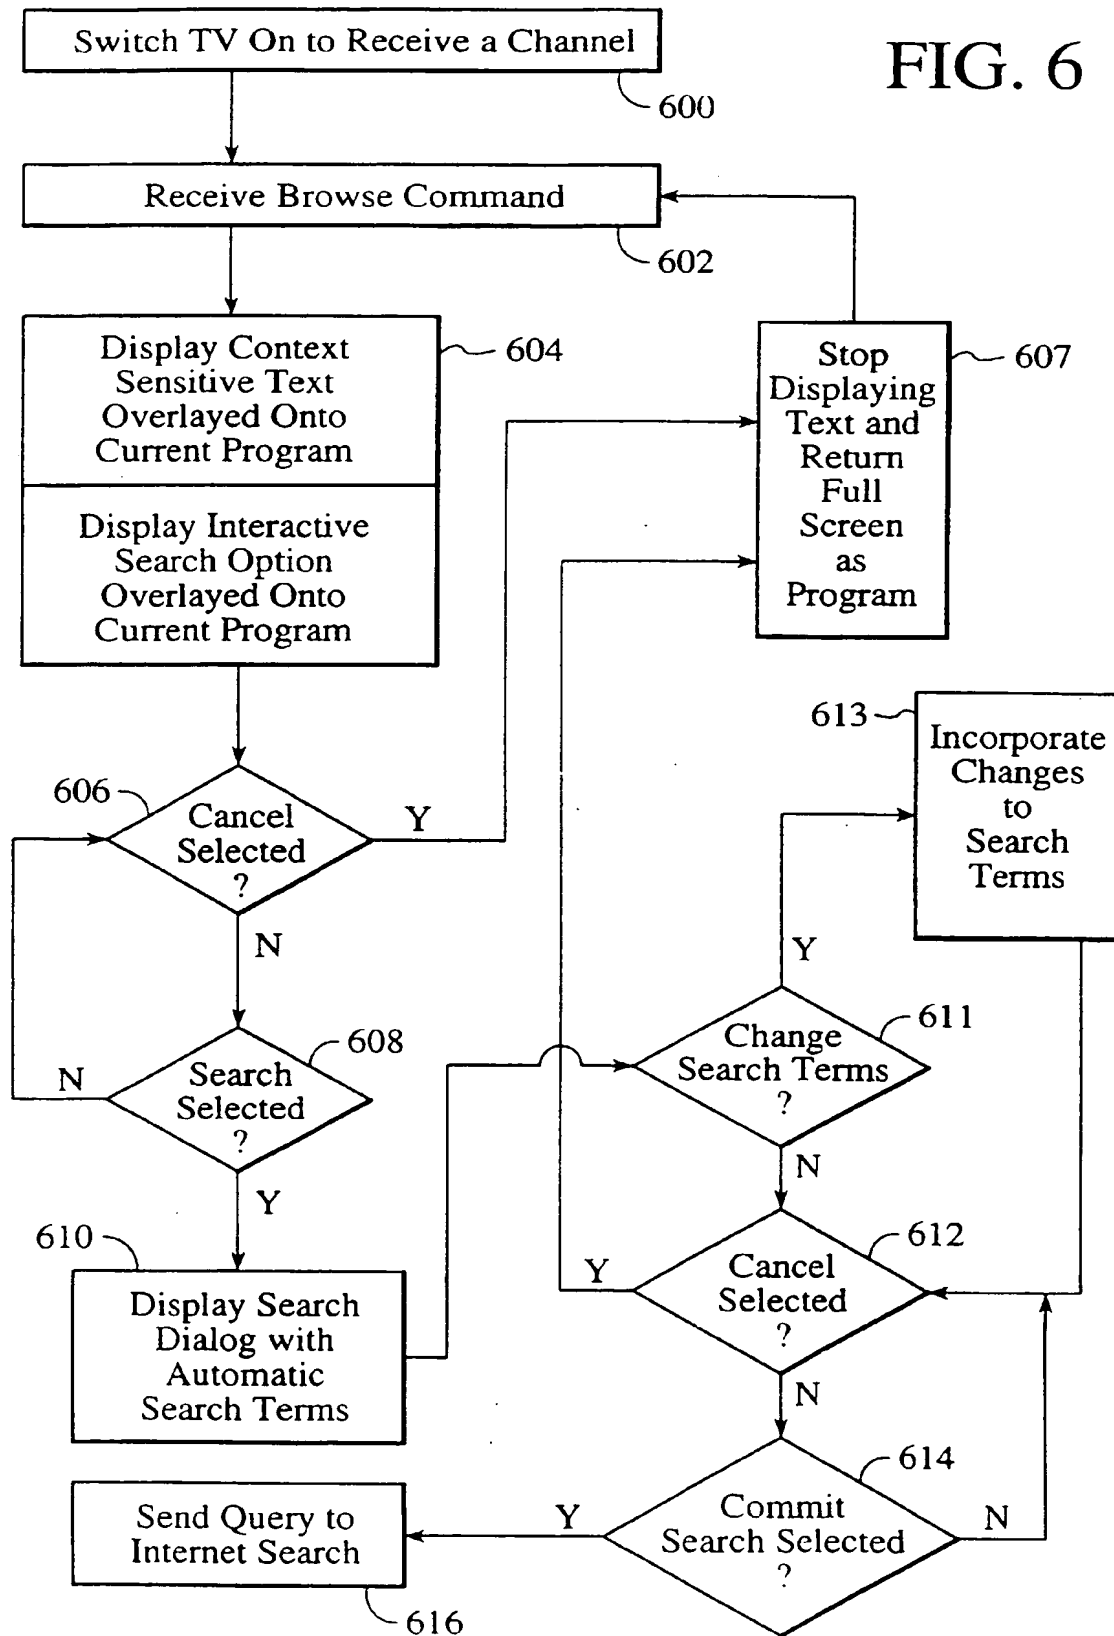 FIG. 6
Switch TV On to Receive a Channel
600
Receive Browse Command
602
Display Context
Sensitive Text
Overlayed Onto
Current Program
604
Display Interactive
Search Option
Overlayed Onto
Current Program
Stop
Displaying
Text and
Return
Full
Screen
as
Program
607
606
Cancel
Selected
?
Y
N
608
Search
Selected
?
N
Y
610
Display Search
Dialog with
Automatic
Search Terms
613
Incorporate
Changes
to
Search
Terms
Y
611
Change
Search Terms
?
N
612
Cancel
Selected
?
Y
N
614
Commit
Search Selected
?
Y
N
Send Query to
Internet Search
616